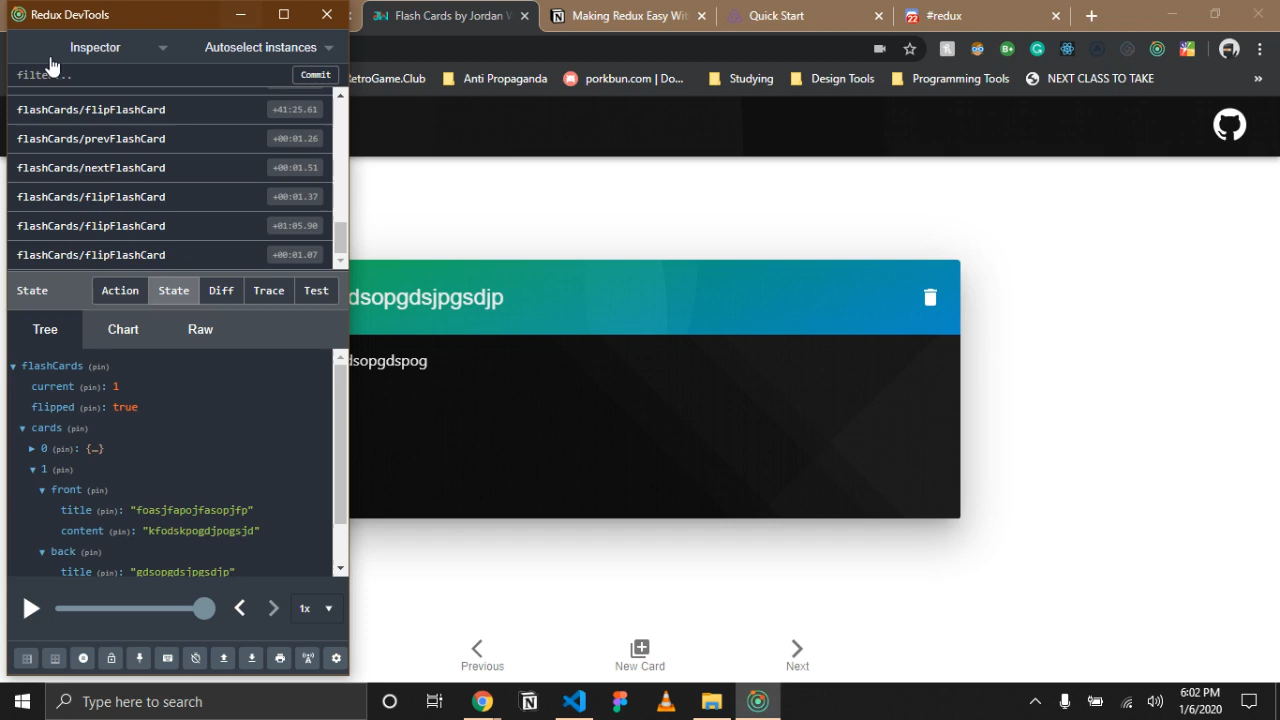 Redux DevTools
Flash Cards by Jordan W
Making Redux Easy Wit
Quick Start
#redux
Inspector
Autoselect instances
Commit
RetroGame.Club
Anti Propaganda
porkbun.com | Do...
Studying
Design Tools
Programming Tools
NEXT CLASS TO TAKE
»
flashCards/flipFlashCard +41:25.61
flashCards/prevFlashCard +00:01.26
flashCards/nextFlashCard +00:01.51
flashCards/flipFlashCard +00:01.37
flashCards/flipFlashCard +01:05.90
flashCards/flipFlashCard +00:01.07
State
Action
State
Diff
Trace
Test
Tree
Chart
Raw
flashCards (pin)
current (pin): 1
flipped (pin): true
cards (pin)
0 (pin): {…}
1 (pin)
front (pin)
title (pin): "foasjfapojfasopjfp"
content (pin): "kfodskpogdjpogsjd"
back (pin)
title (pin): "gdsopgdsjpgsdjp"
1x
dsopgdsjpgsdjp
dsopgdspog
Previous
New Card
Next
Type here to search
6:02 PM
1/6/2020